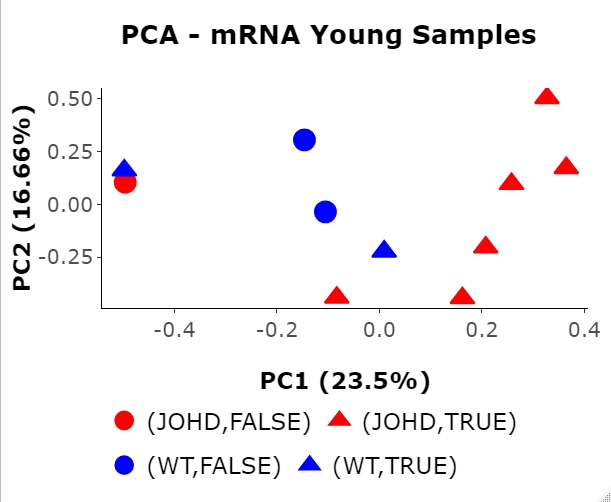 PCA - mRNA Young Samples
0.50
0.25
0.00
-0.25
PC2 (16.66%)
-0.4 -0.2 0.0 0.2 0.4
PC1 (23.5%)
(JOHD,FALSE) (JOHD,TRUE)
(WT,FALSE) (WT,TRUE)